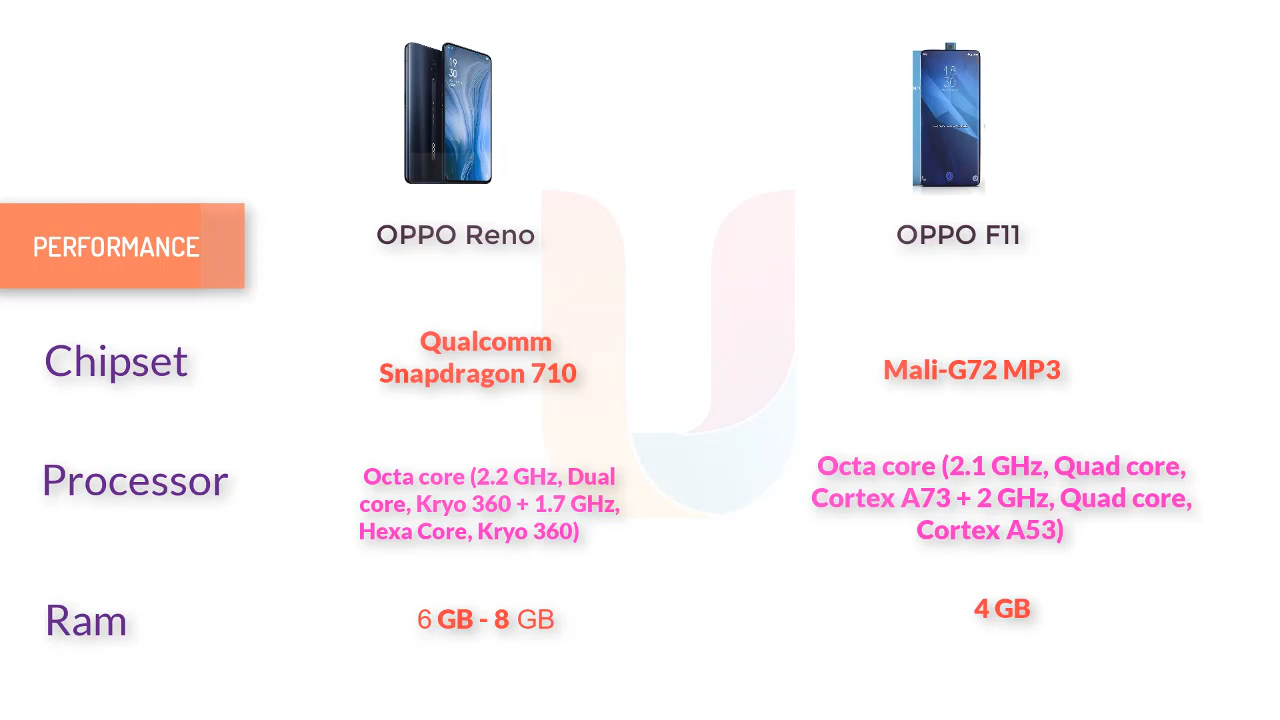 OPPO Reno
OPPO F11
PERFORMANCE
Chipset
Qualcomm
Snapdragon 710
Mali-G72 MP3
Processor
Octa core (2.2 GHz, Dual
core, Kryo 360 + 1.7 GHz,
Hexa Core, Kryo 360)
Octa core (2.1 GHz, Quad core,
Cortex A73 + 2 GHz, Quad core,
Cortex A53)
Ram
6 GB - 8 GB
4 GB